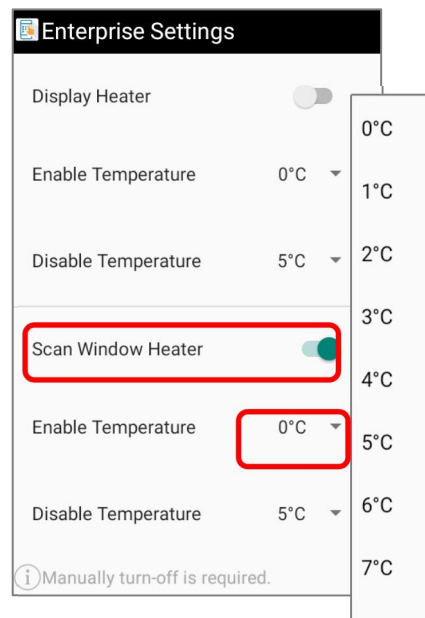 Enterprise Settings
Display Heater
Enable Temperature 0°C
Disable Temperature 5°C
Scan Window Heater
Enable Temperature 0°C
Disable Temperature 5°C
Manually turn-off is required.
0°C
1°C
2°C
3°C
4°C
5°C
6°C
7°C